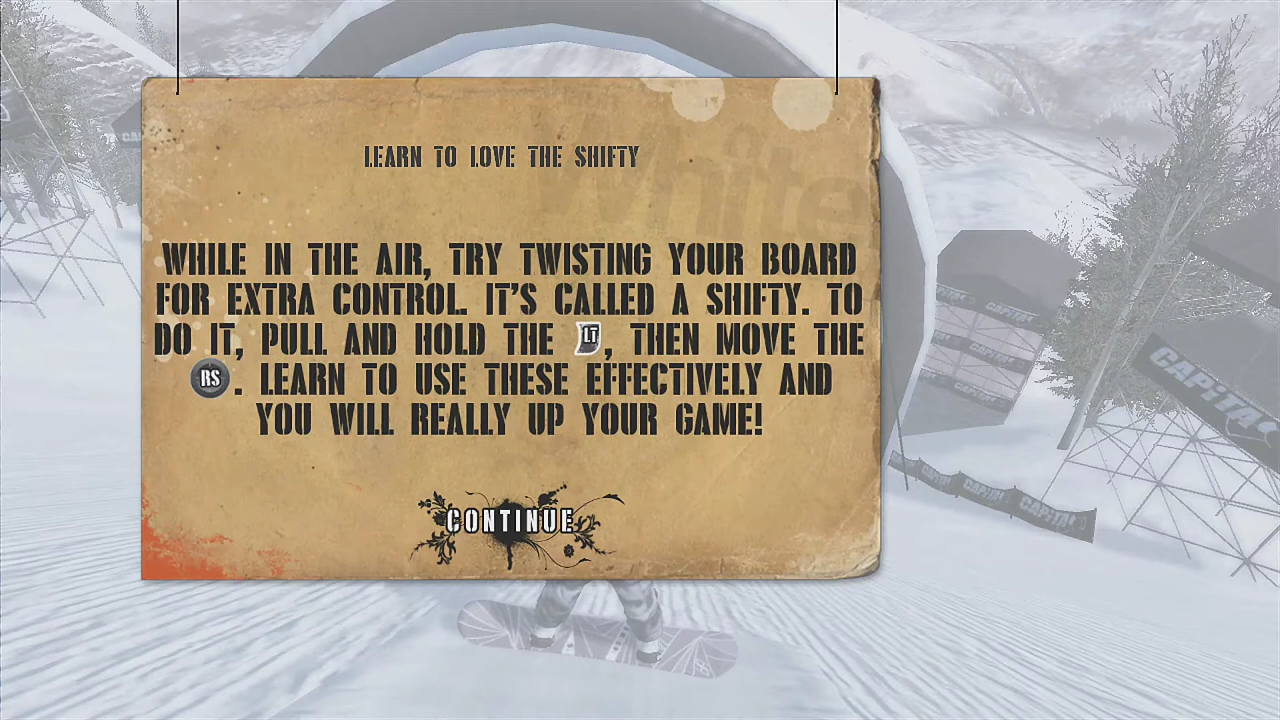 White
LEARN TO LOVE THE SHIFTY
WHILE IN THE AIR, TRY TWISTING YOUR BOARD
FOR EXTRA CONTROL. IT'S CALLED A SHIFTY. TO
DO IT, PULL AND HOLD THE LT, THEN MOVE THE
RS. LEARN TO USE THESE EFFECTIVELY AND
YOU WILL REALLY UP YOUR GAME!
CONTINUE